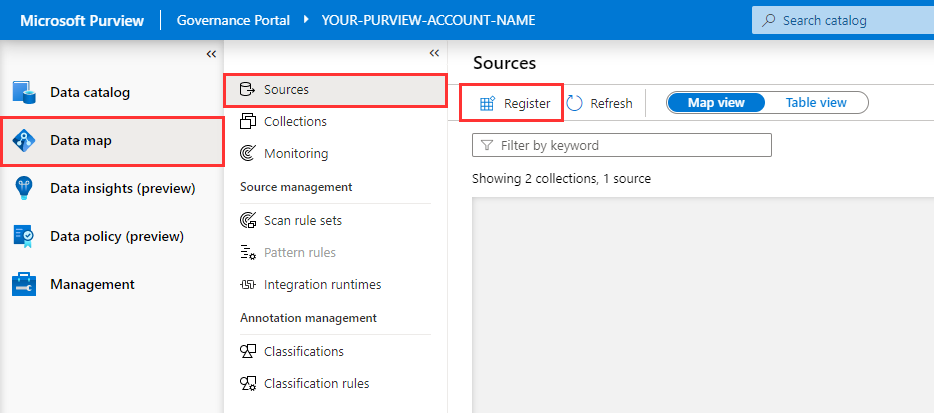 Microsoft Purview
Governance Portal
YOUR-PURVIEW-ACCOUNT-NAME
Search catalog
Data catalog
Data map
Data insights (preview)
Data policy (preview)
Management
Sources
Collections
Monitoring
Source management
Scan rule sets
Pattern rules
Integration runtimes
Annotation management
Classifications
Classification rules
Sources
Register
Refresh
Map view
Table view
Filter by keyword
Showing 2 collections, 1 source